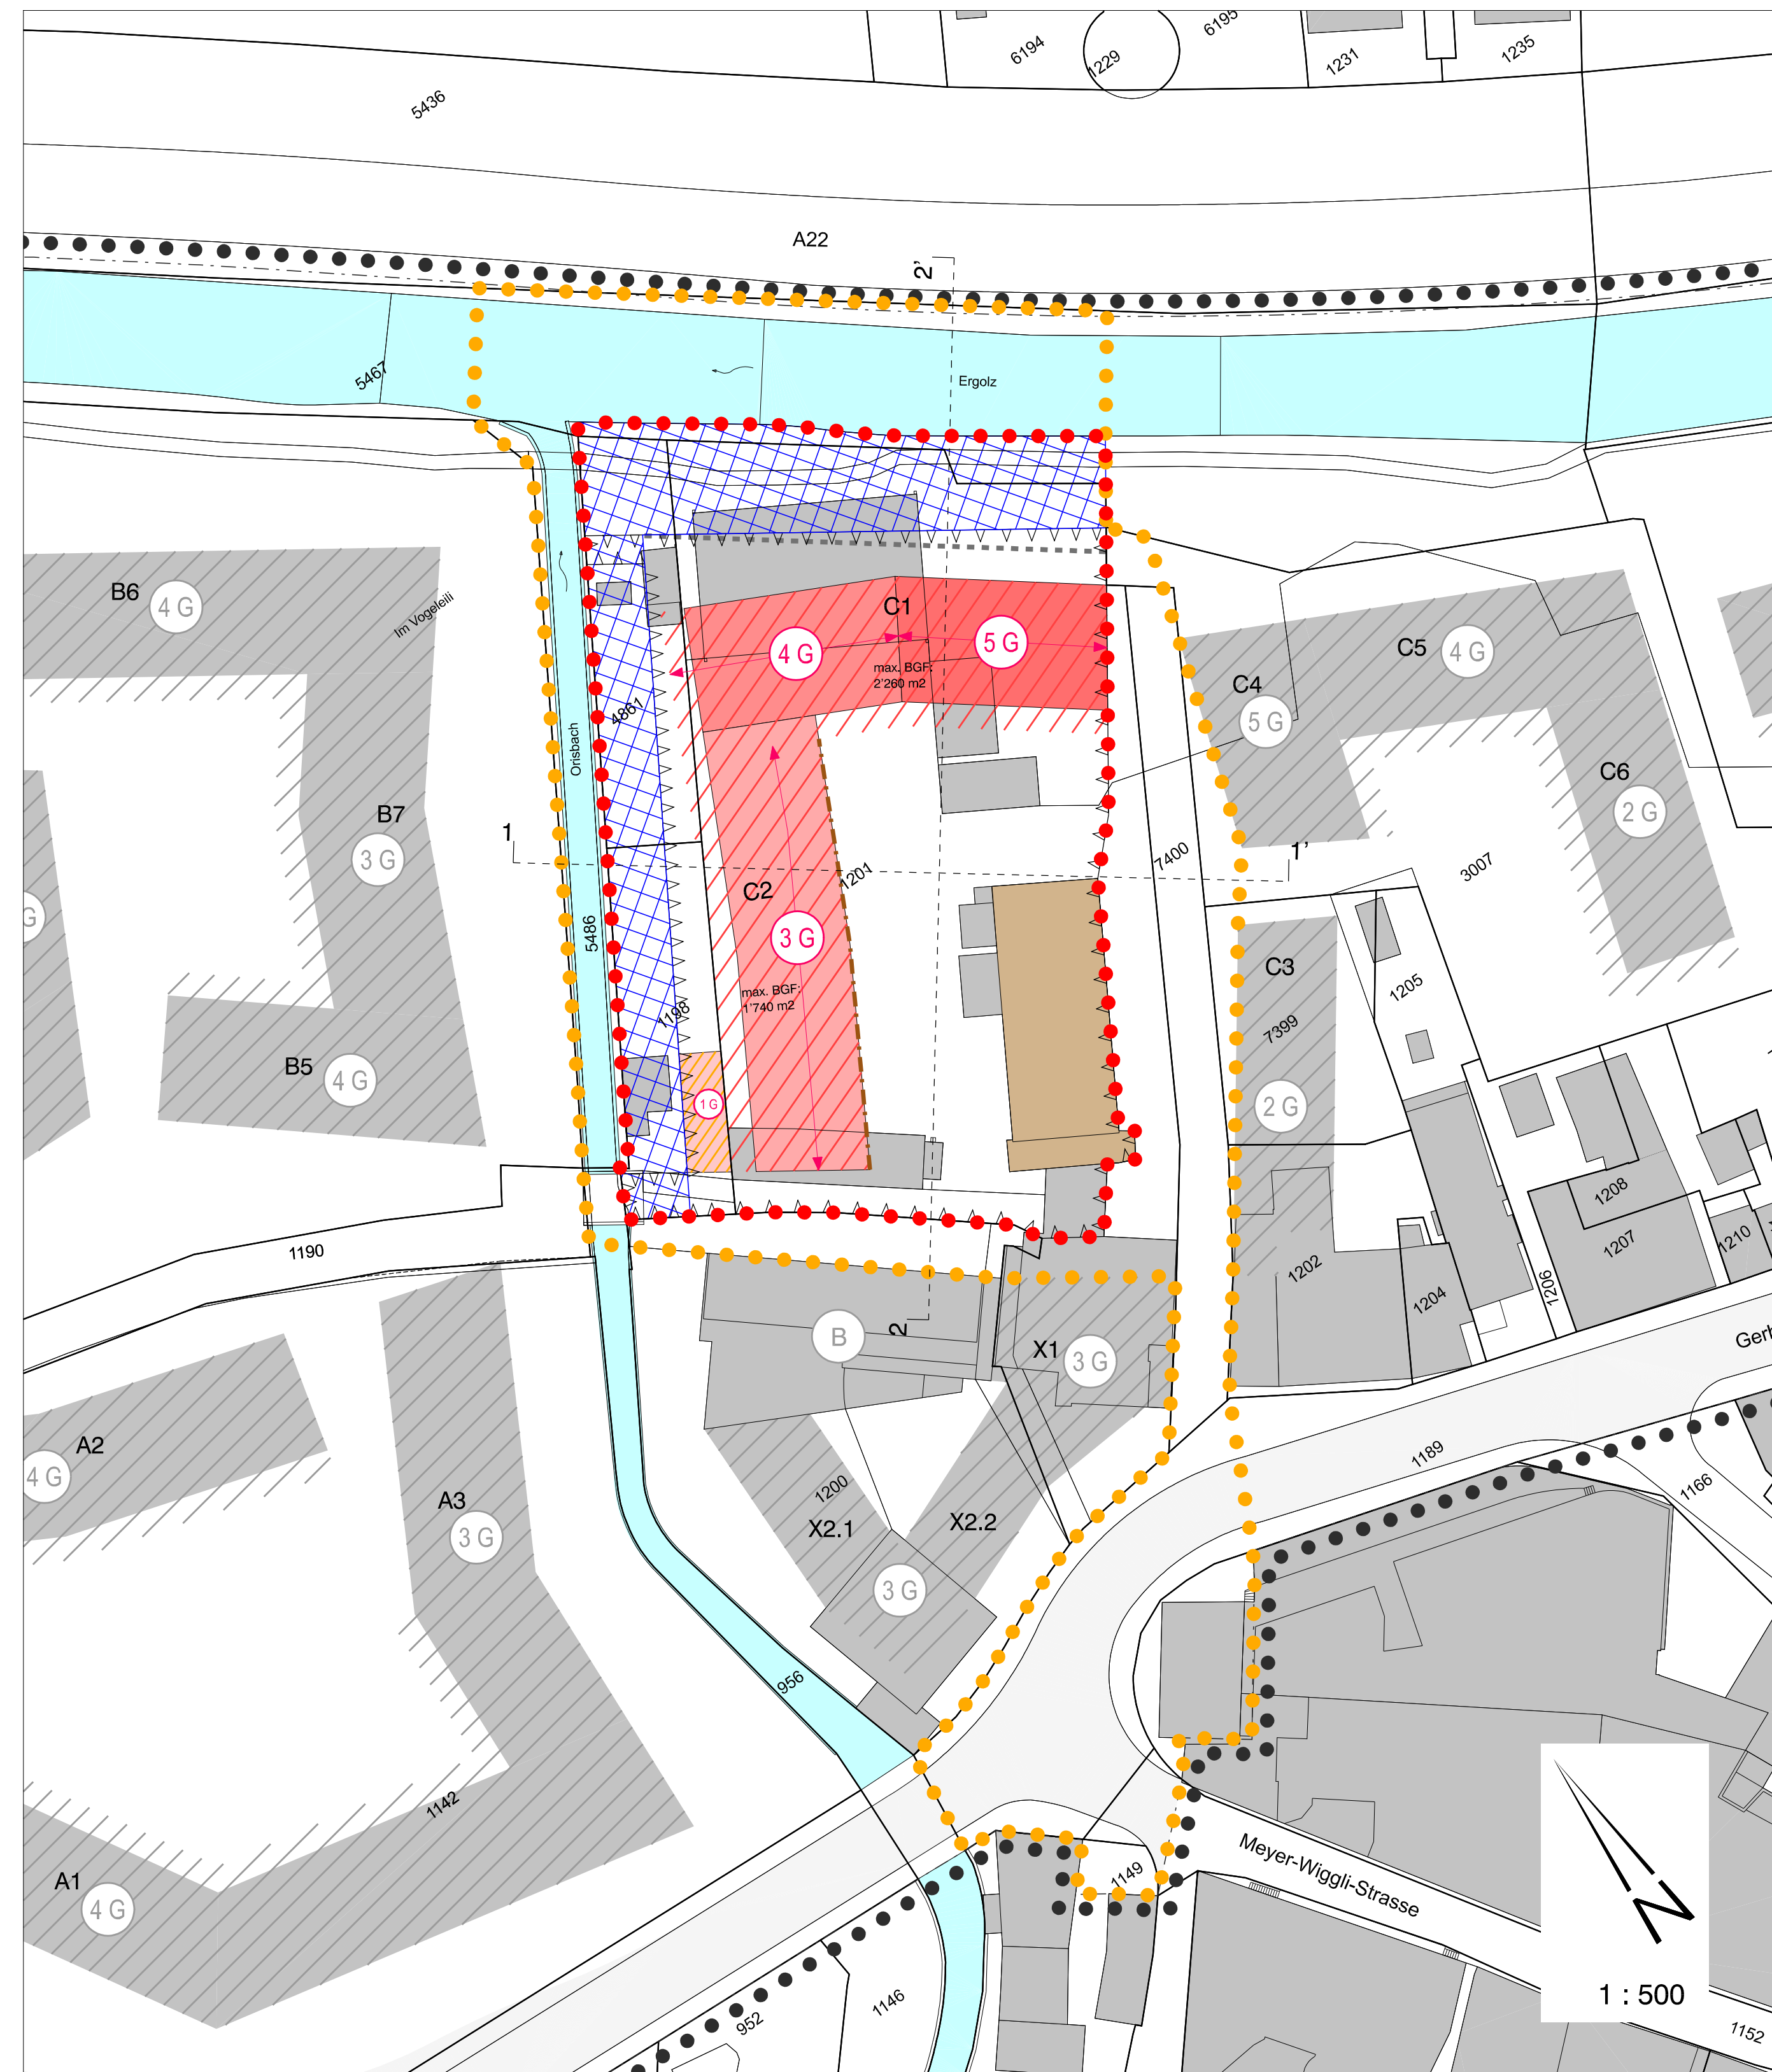 6194
1229
6195
1231
1235
5436
A22
2'
5467
Ergolz
B6
4 G
Im Vogeleili
C1
4 G
5 G
max. BGF:
2'260 m2
C5
4 G
C4
5 G
4861
Orisbach
C6
2 G
B7
3 G
1
1'
7400
3007
1201
C2
G
5486
3 G
C3
1205
max. BGF:
1'740 m2
1198
7399
B5
4 G
1 G
2 G
1208
1207
1210
1190
1202
1206
1204
B
2
X1
3 G
Gerb
A2
4 G
1189
A3
3 G
1200
X2.1
X2.2
1166
3 G
956
1142
A1
4 G
1149
Meyer-Wiggli-Strasse
N
1 : 500
1146
952
1152